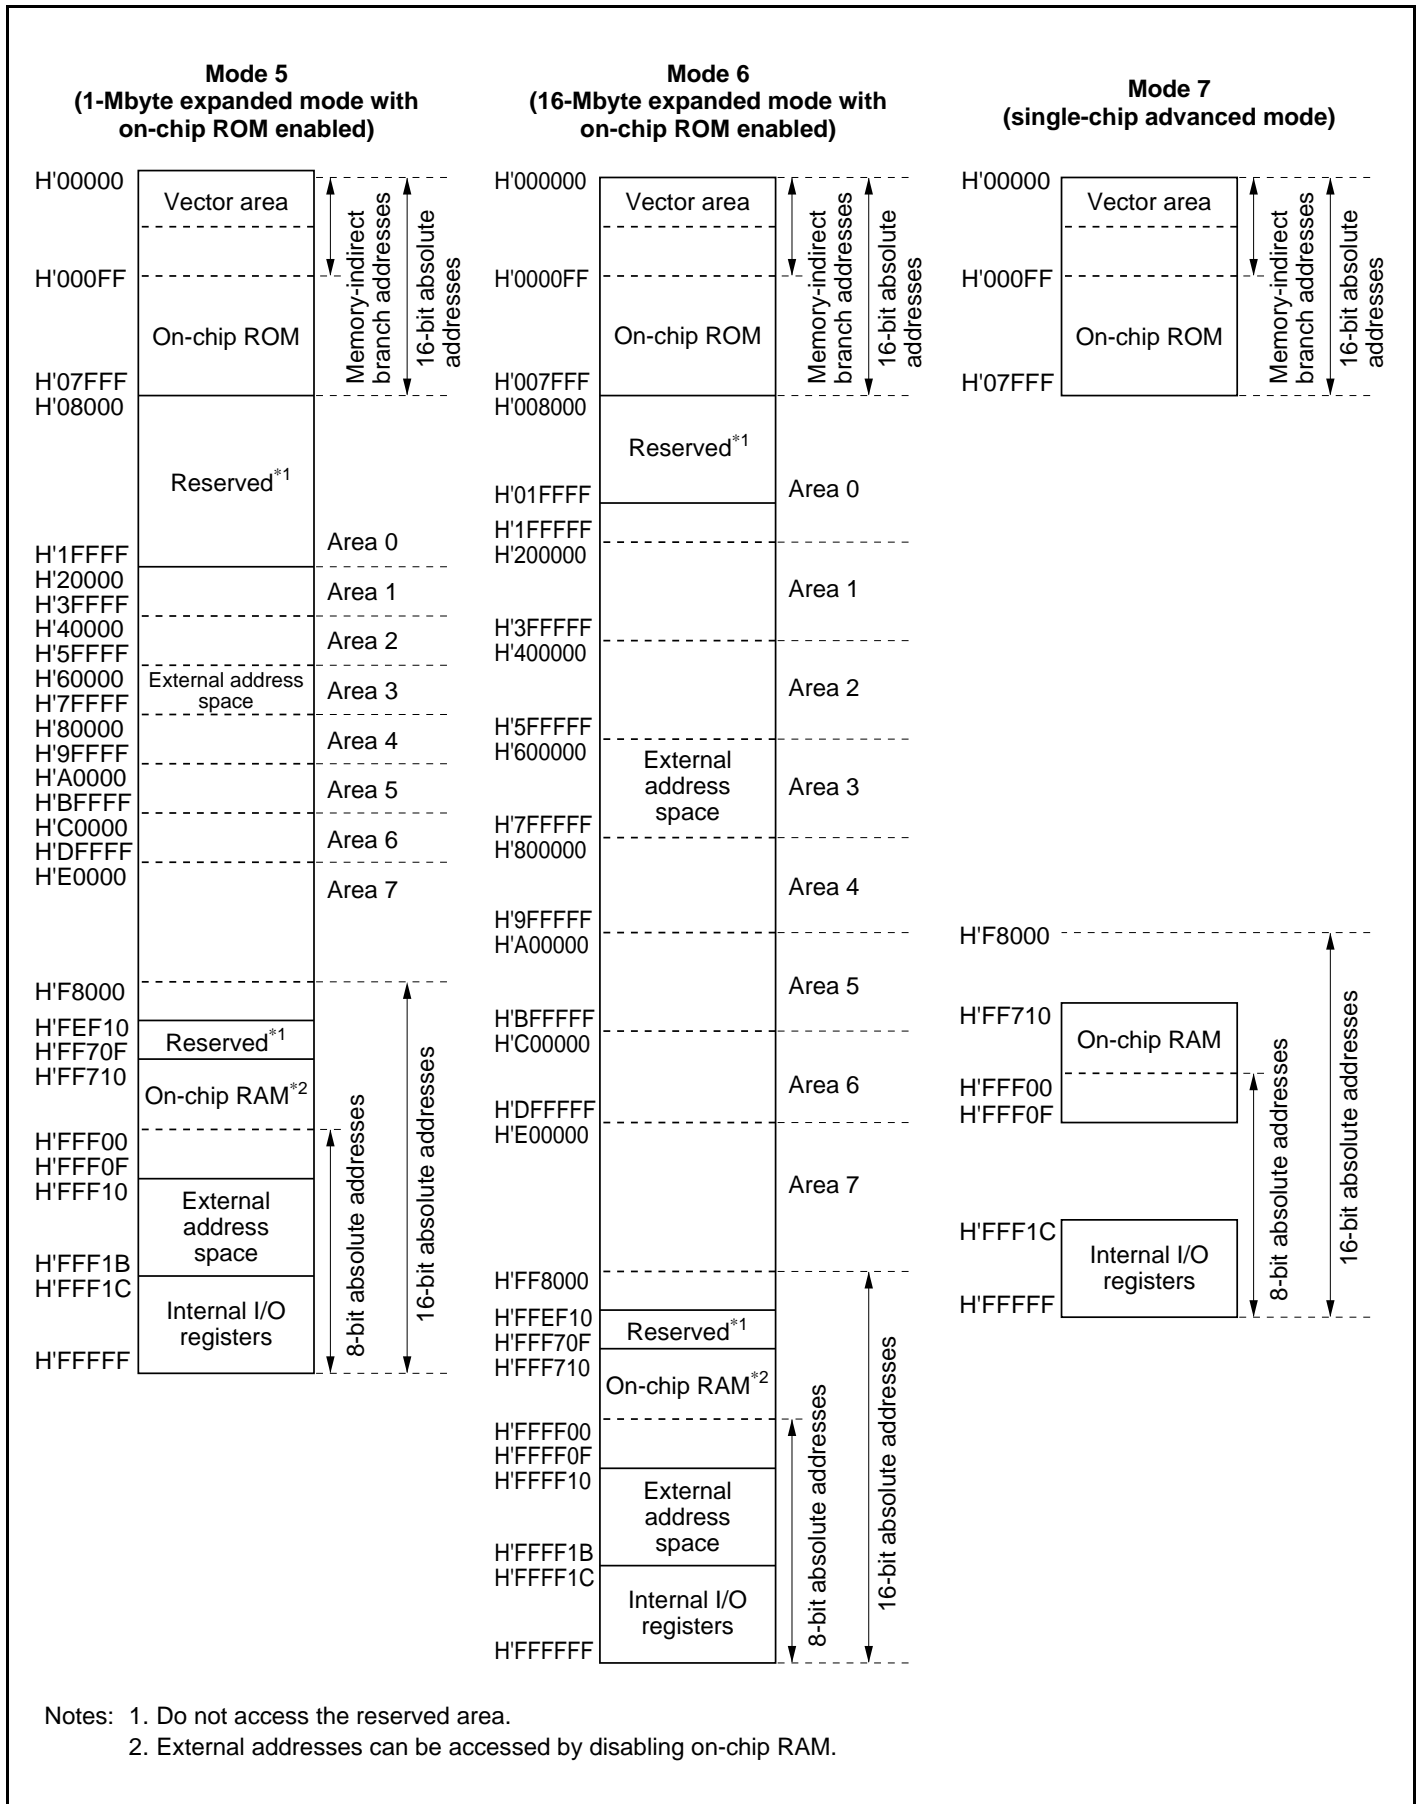 Mode 5
(1-Mbyte expanded mode with
on-chip ROM enabled)
H'00000
Vector area
H'000FF
On-chip ROM
H'07FFF
H'08000
Memory-indirect
branch addresses
16-bit absolute
addresses
Reserved*1
H'1FFFF
Area 0
H'20000
H'3FFFF
Area 1
H'40000
H'5FFFF
Area 2
H'60000
H'7FFFF
External address
space
Area 3
H'80000
H'9FFFF
Area 4
H'A0000
H'BFFFF
Area 5
H'C0000
H'DFFFF
Area 6
H'E0000
Area 7
H'F8000
H'FEF10
Reserved*1
H'FF70F
H'FF710
On-chip RAM*2
H'FFF00
H'FFF0F
H'FFF10
External
address
space
H'FFF1B
H'FFF1C
Internal I/O
registers
H'FFFFF
8-bit absolute addresses
16-bit absolute addresses
Mode 6
(16-Mbyte expanded mode with
on-chip ROM enabled)
H'000000
Vector area
H'0000FF
On-chip ROM
H'007FFF
H'008000
Memory-indirect
branch addresses
16-bit absolute
addresses
Reserved*1
H'01FFFF
Area 0
H'1FFFFF
H'200000
Area 1
H'3FFFFF
H'400000
Area 2
H'5FFFFF
H'600000
External
address
space
Area 3
H'7FFFFF
H'800000
Area 4
H'9FFFFF
H'A00000
Area 5
H'BFFFFF
H'C00000
Area 6
H'DFFFFF
H'E00000
Area 7
H'FF8000
H'FFEF10
Reserved*1
H'FFF70F
H'FFF710
On-chip RAM*2
H'FFFF00
H'FFFF0F
H'FFFF10
External
address
space
H'FFFF1B
H'FFFF1C
Internal I/O
registers
H'FFFFFF
8-bit absolute addresses
16-bit absolute addresses
Mode 7
(single-chip advanced mode)
H'00000
Vector area
H'000FF
On-chip ROM
H'07FFF
Memory-indirect
branch addresses
16-bit absolute
addresses
H'F8000
H'FF710
On-chip RAM
H'FFF00
H'FFF0F
H'FFF1C
Internal I/O
registers
H'FFFFF
8-bit absolute addresses
16-bit absolute addresses
Notes: 1. Do not access the reserved area.
2. External addresses can be accessed by disabling on-chip RAM.